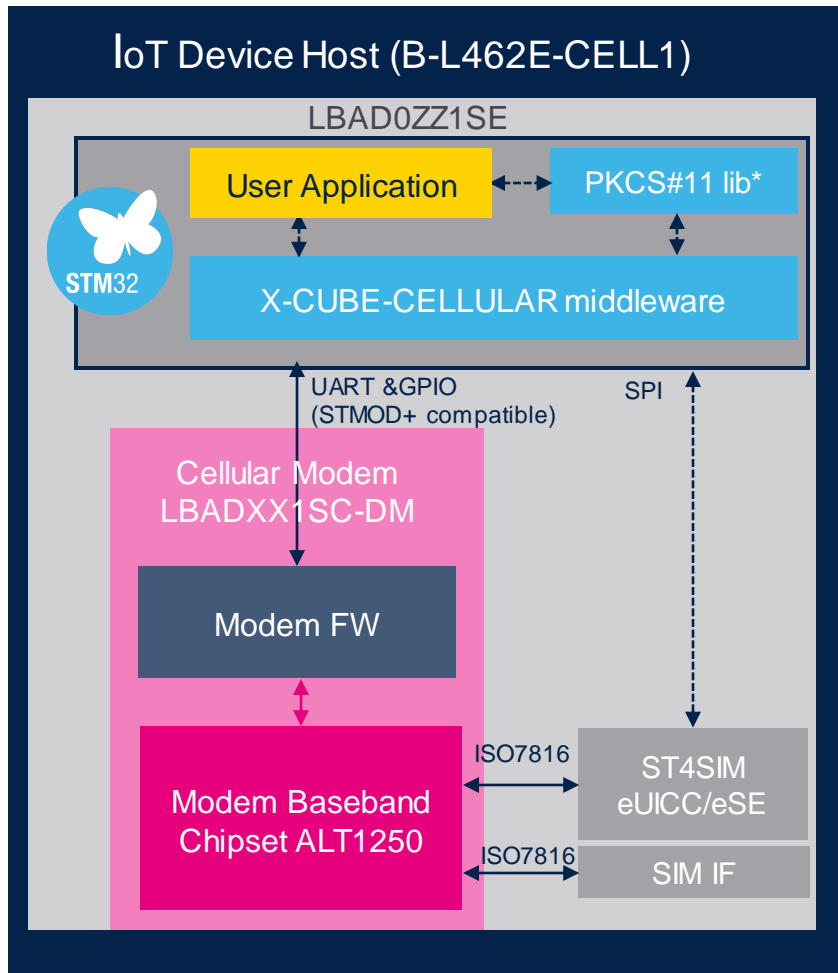 IoT Device Host (B-L462E-CELL1)
LBAD0ZZ1SE
User Application
PKCS#11 lib*
STM32
X-CUBE-CELLULAR middleware
UART &GPIO
(STMOD+ compatible)
SPI
Cellular Modem
LBADXX1SC-DM
Modem FW
ISO7816
ST4SIM
eUICC/eSE
Modem Baseband
Chipset ALT1250
ISO7816
SIM IF